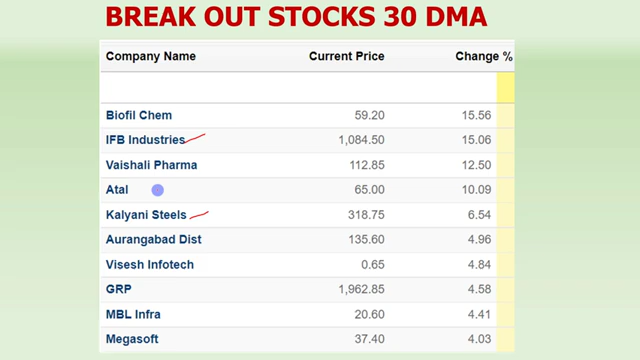 BREAK OUT STOCKS 30 DMA
Company Name Current Price Change %
Biofil Chem 59.20 15.56
IFB Industries 1,084.50 15.06
Vaishali Pharma 112.85 12.50
Atal 65.00 10.09
Kalyani Steels 318.75 6.54
Aurangabad Dist 135.60 4.96
Visesh Infotech 0.65 4.84
GRP 1,962.85 4.58
MBL Infra 20.60 4.41
Megasoft 37.40 4.03